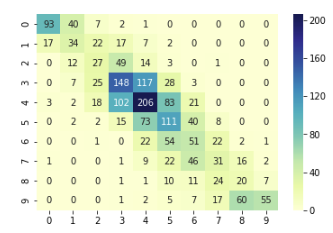 0 93 40 7 2 1 0 0 0 0 0
1 17 34 22 17 7 2 0 0 0 0
2 0 12 27 49 14 3 0 1 0 0
3 0 7 25 148 117 28 3 0 0 0
4 3 2 18 102 206 83 21 0 0 0
5 0 2 2 15 73 111 40 8 0 0
6 0 0 1 0 22 54 51 22 2 1
7 1 0 0 1 9 22 46 31 16 2
8 0 0 0 1 1 10 11 24 20 7
9 0 0 0 1 2 5 7 17 60 55
0 1 2 3 4 5 6 7 8 9
200
160
120
80
40
0